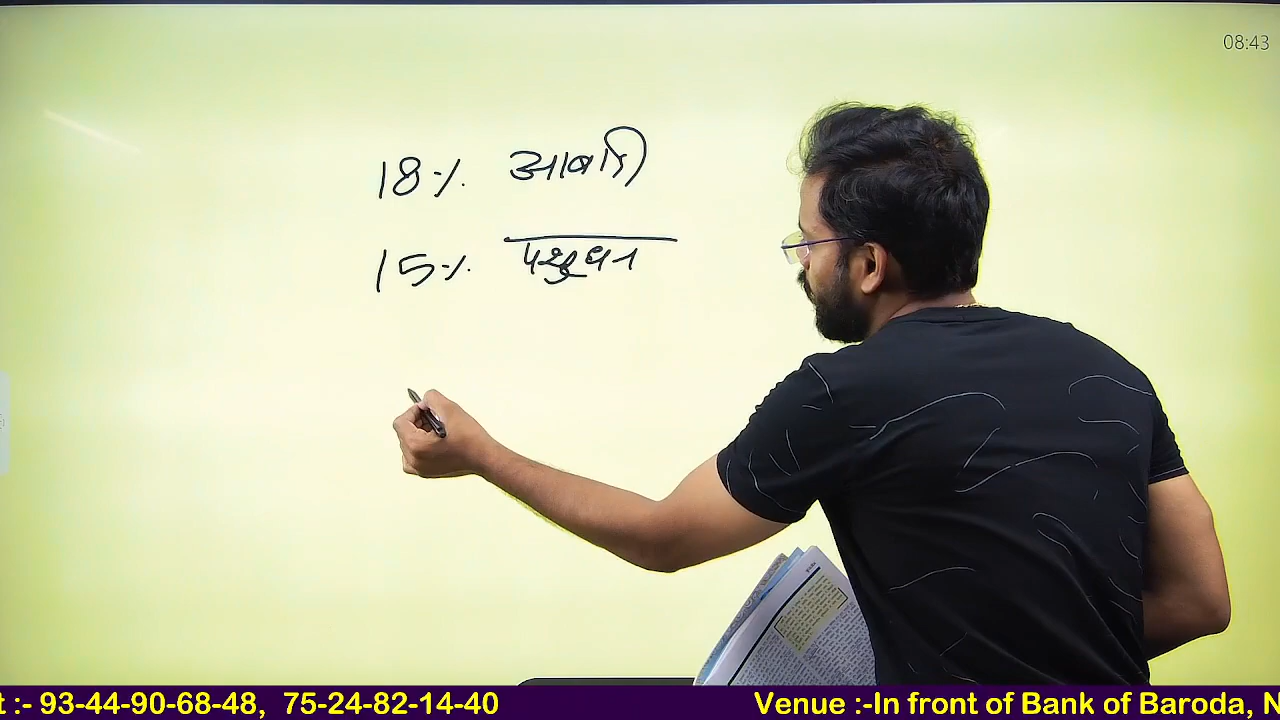 08:43
18% आबादी
15% पशुधन
t :- 93-44-90-68-48, 75-24-82-14-40 Venue :-In front of Bank of Baroda, N